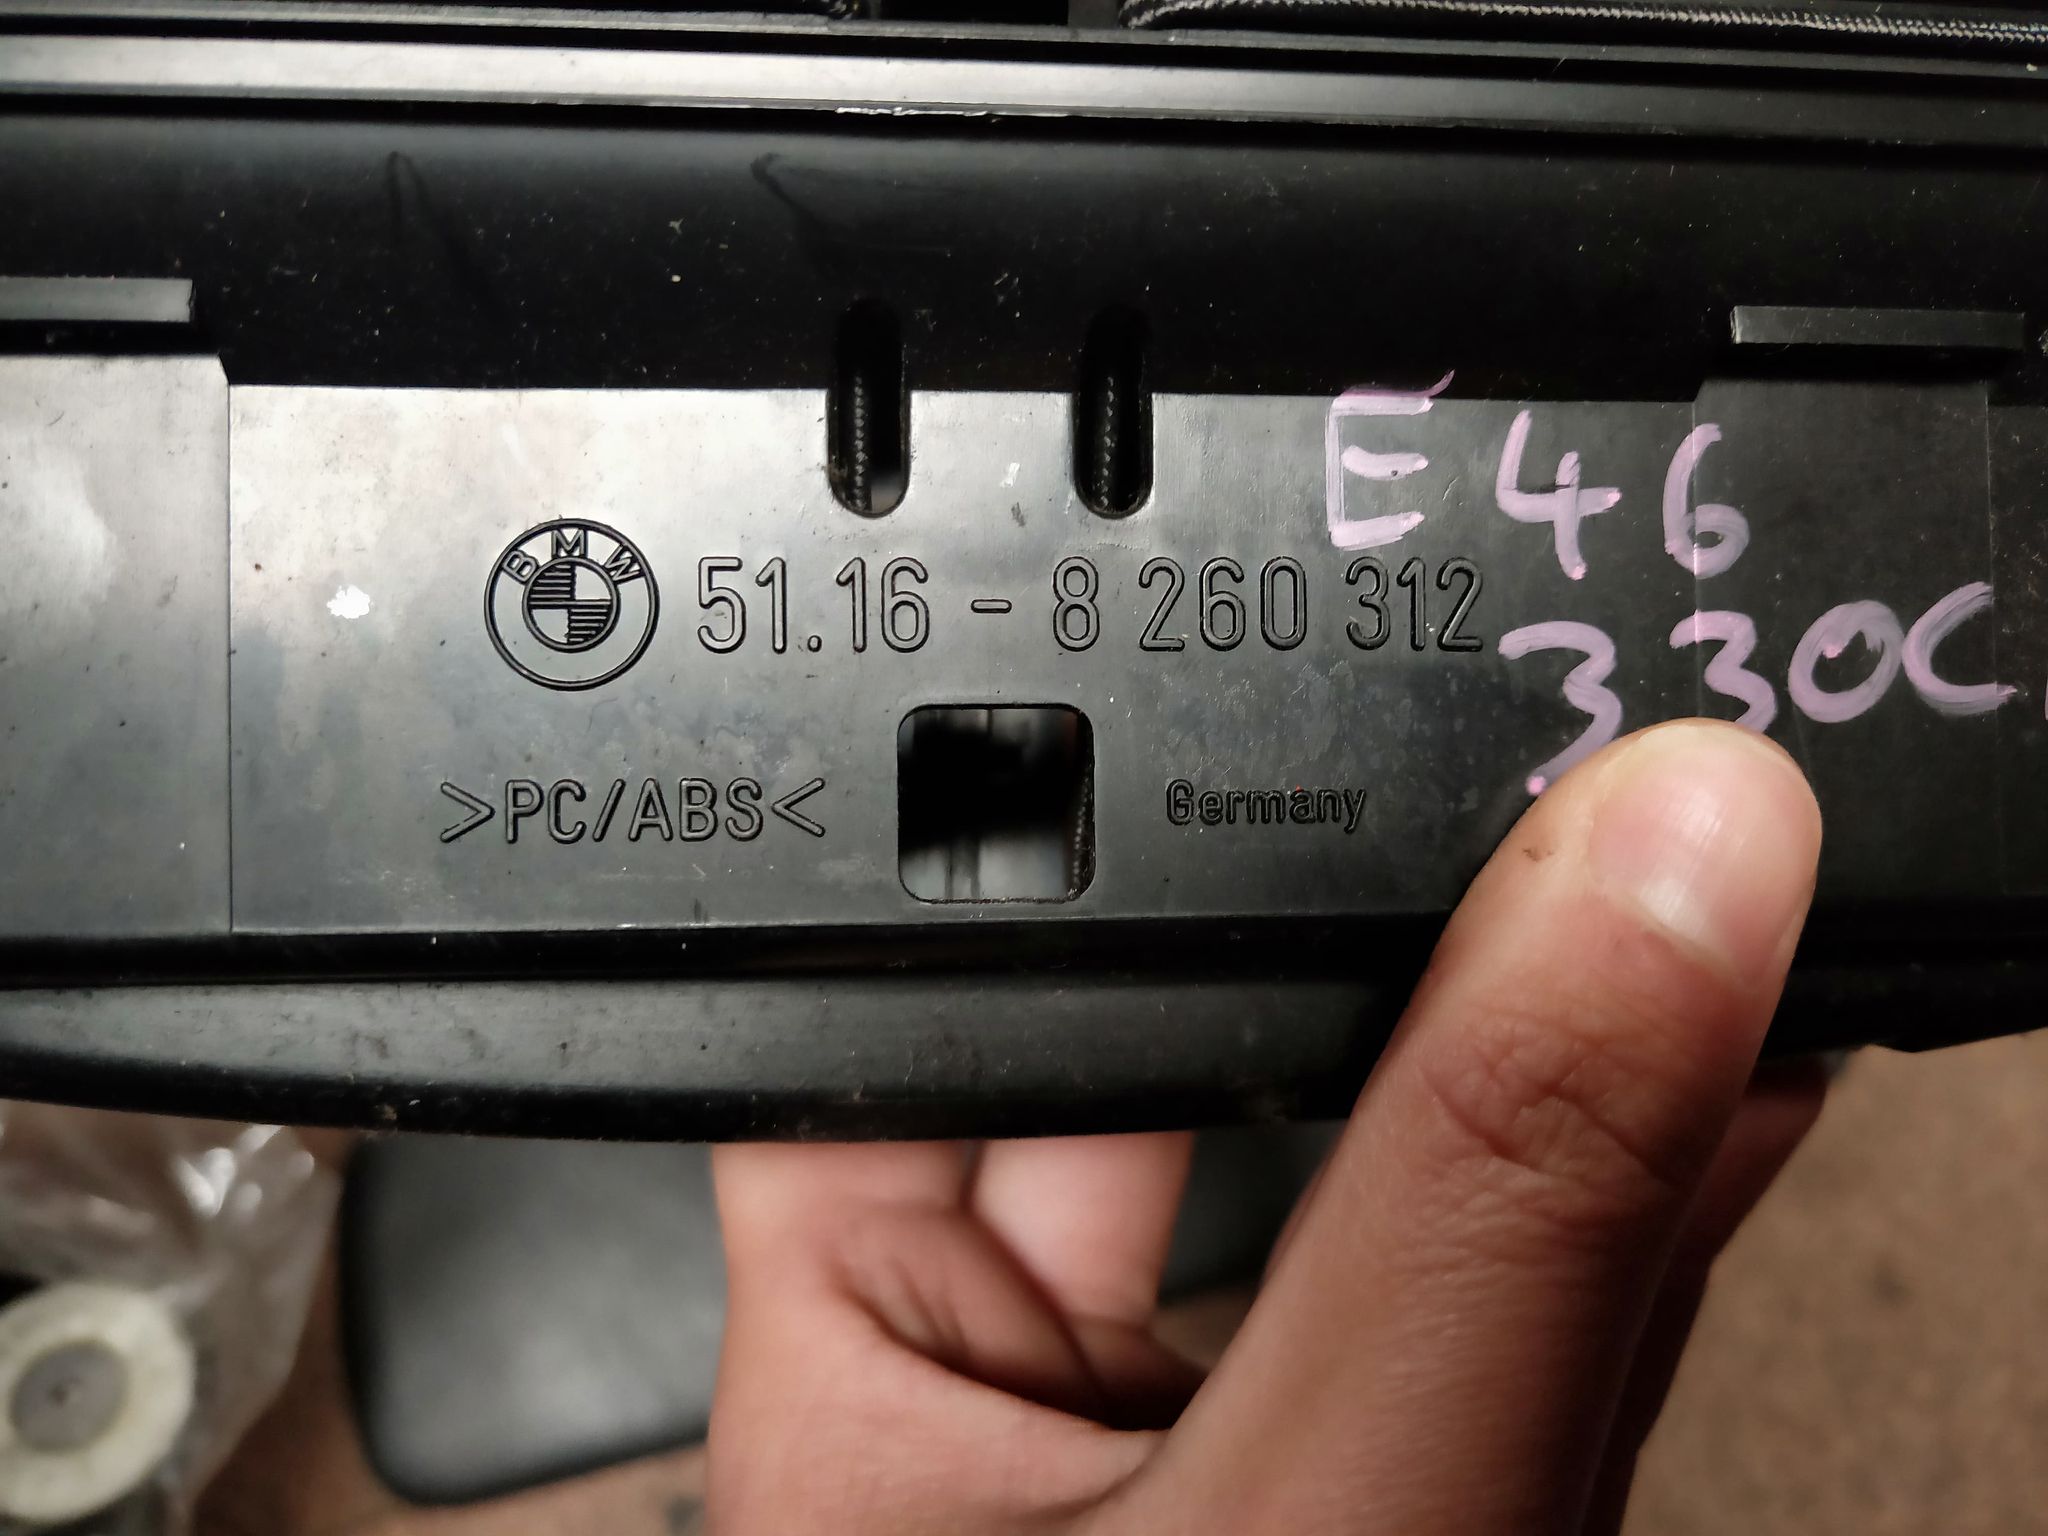 E46
BMW 51.16 - 8 260 312
330C
>PC/ABS<
Germany